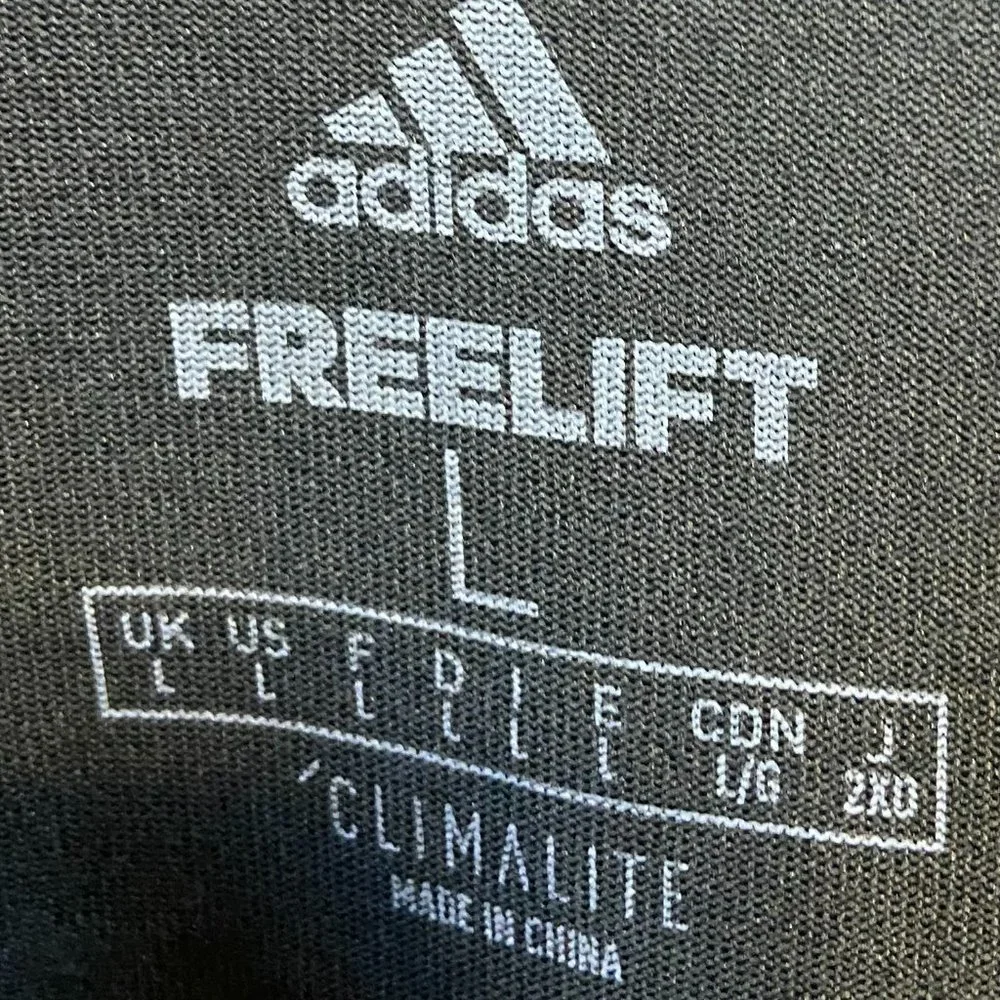 adidas
FREELIFT
L
UK US F D I E CDN J
L L L L L L L/G 2XO
CLIMALITE
MADE IN CHINA